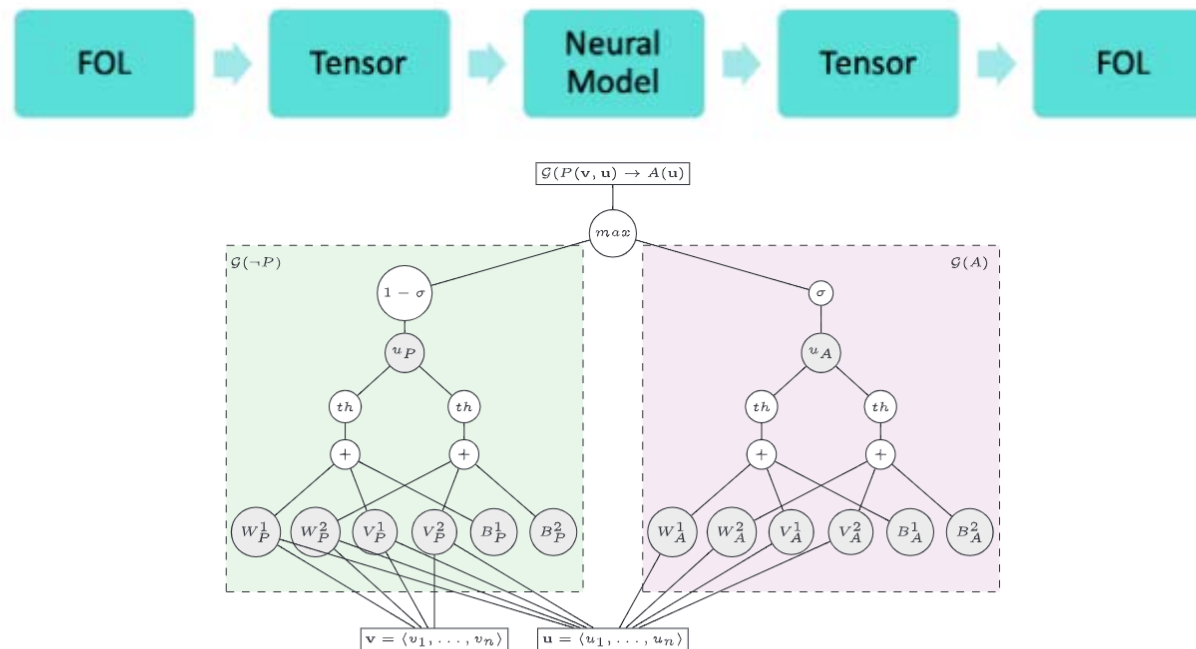 FOL
Tensor
Neural
Model
Tensor
FOL
𝒢(P(𝐯, 𝐮) → A(𝐮)
max
𝒢(¬P)
𝒢(A)
1 − σ
σ
u_P
u_A
th
th
th
th
+
+
+
+
W_P^1
W_P^2
V_P^1
V_P^2
B_P^1
B_P^2
W_A^1
W_A^2
V_A^1
V_A^2
B_A^1
B_A^2
𝐯 = ⟨v_1, . . . , v_n⟩
𝐮 = ⟨u_1, . . . , u_n⟩